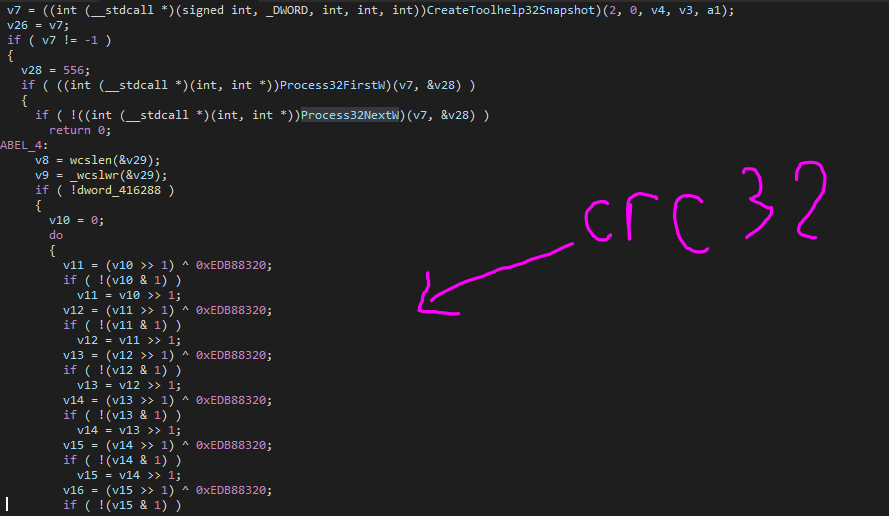 v7 = ((int (__stdcall *)(signed int, _DWORD, int, int, int))CreateToolhelp32Snapshot)(2, 0, v4, v3, a1);
v26 = v7;
if ( v7 != -1 )
{
v28 = 556;
if ( ((int (__stdcall *)(int, int *))Process32FirstW)(v7, &v28) )
{
if ( !((int (__stdcall *)(int, int *))Process32NextW)(v7, &v28) )
return 0;
ABEL_4:
v8 = wcslen(&v29);
v9 = _wcslwr(&v29);
if ( !dword_416288 )
{
v10 = 0;
do
{
v11 = (v10 >> 1) ^ 0xEDB88320;
if ( !(v10 & 1) )
v11 = v10 >> 1;
v12 = (v11 >> 1) ^ 0xEDB88320;
if ( !(v11 & 1) )
v12 = v11 >> 1;
v13 = (v12 >> 1) ^ 0xEDB88320;
if ( !(v12 & 1) )
v13 = v12 >> 1;
v14 = (v13 >> 1) ^ 0xEDB88320;
if ( !(v13 & 1) )
v14 = v13 >> 1;
v15 = (v14 >> 1) ^ 0xEDB88320;
if ( !(v14 & 1) )
v15 = v14 >> 1;
v16 = (v15 >> 1) ^ 0xEDB88320;
if ( !(v15 & 1) )
crc 32